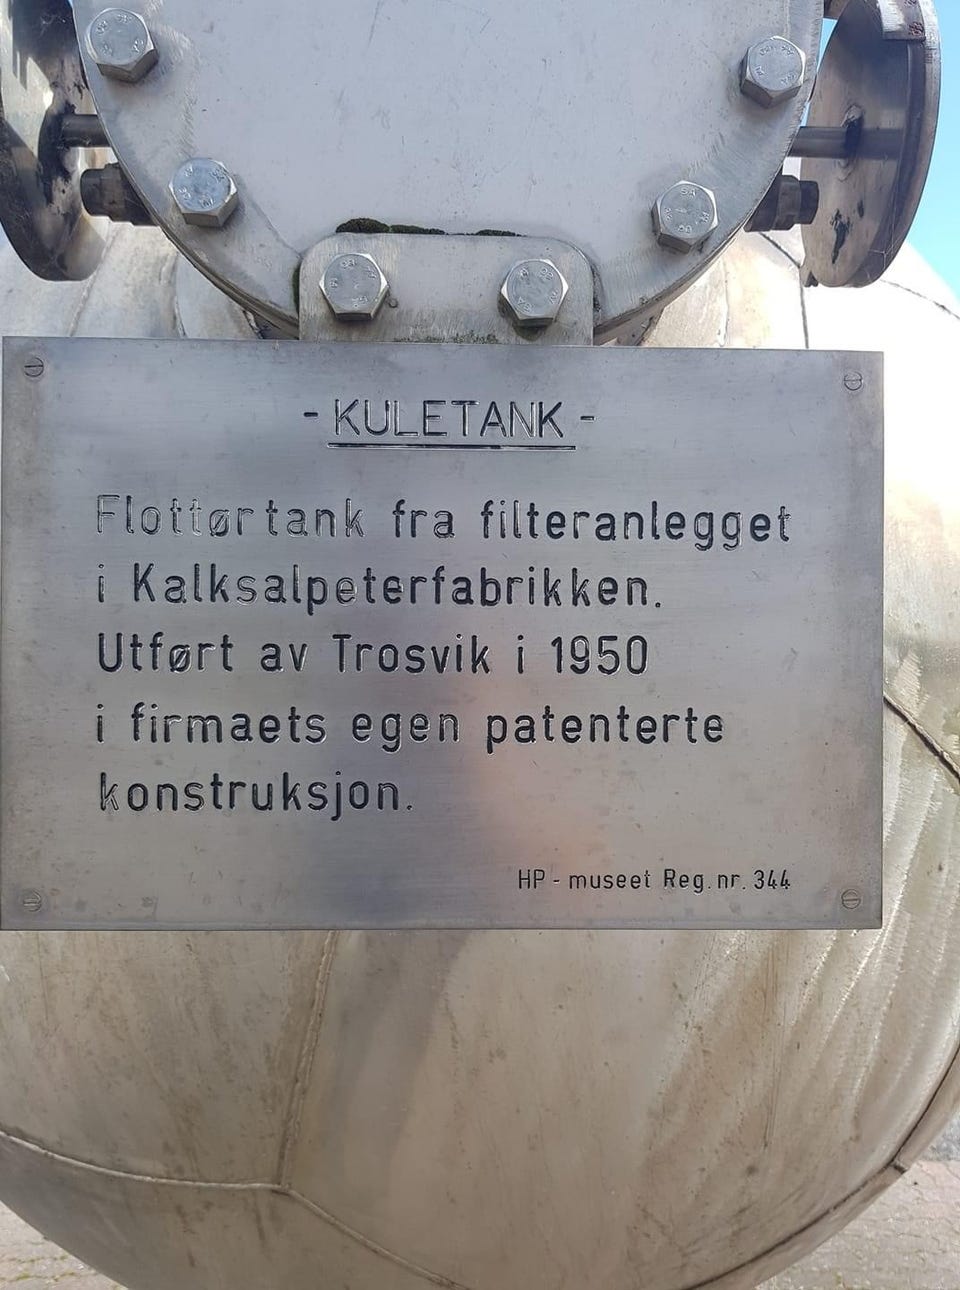 - KULETANK -
Flottørtank fra filteranlegget
i Kalksalpeterfabrikken.
Utført av Trosvik i 1950
i firmaets egen patenterte
konstruksjon.
HP - museet Reg. nr. 344